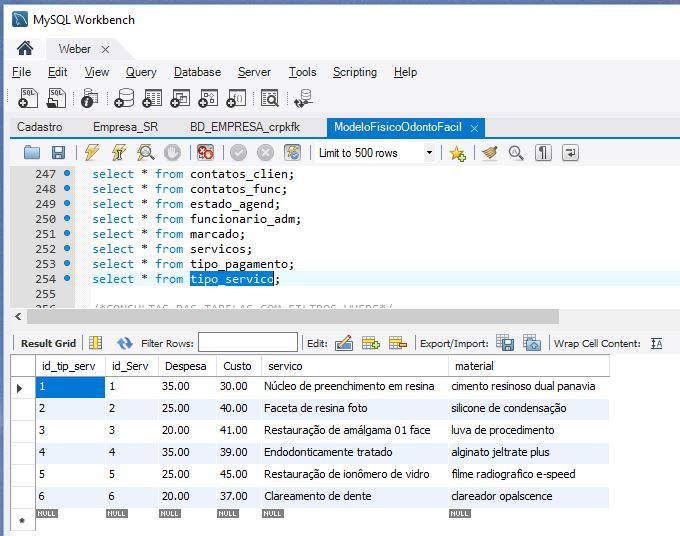 MySQL Workbench
Weber ×
File Edit View Query Database Server Tools Scripting Help
Cadastro Empresa_SR BD_EMPRESA_crpkfk ModeloFisicoOdontoFacil ×
Limit to 500 rows
247 select * from contatos_clien;
248 select * from contatos_func;
249 select * from estado_agend;
250 select * from funcionario_adm;
251 select * from marcado;
252 select * from servicos;
253 select * from tipo_pagamento;
254 select * from tipo_servico;
255
256 /*CONSULTAS DAS TABELAS COM FILTROS WHERE*/
Result Grid Filter Rows: Edit: Export/Import: Wrap Cell Content:
id_tip_serv id_Serv Despesa Custo servico material
1 1 35.00 30.00 Núcleo de preenchimento em resina cimento resinoso dual panavia
2 2 25.00 40.00 Faceta de resina foto silicone de condensação
3 3 20.00 41.00 Restauração de amálgama 01 face luva de procedimento
4 4 35.00 39.00 Endodonticamente tratado alginato jeltrate plus
5 5 25.00 45.00 Restauração de ionômero de vidro filme radiografico e-speed
6 6 20.00 37.00 Clareamento de dente clareador opalscence
NULL NULL NULL NULL NULL NULL